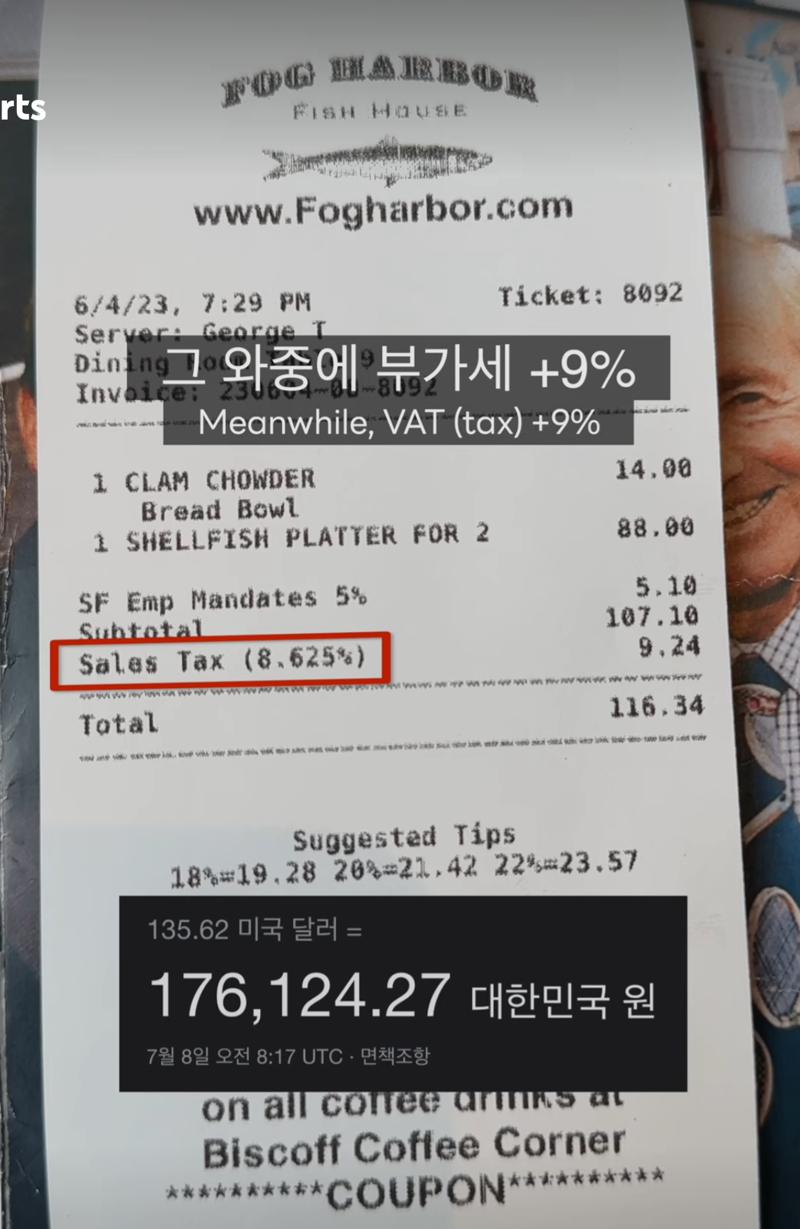 FOG HARBOR
FISH HOUSE
rts
www.Fogharbor.com
6/4/23, 7:29 PM Ticket: 8092
Server: George T
Dining
그 와중에 부가세 +9%
Invoice: 230604-00-8092
Meanwhile, VAT (tax) +9%
1 CLAM CHOWDER 14.00
Bread Bowl
1 SHELLFISH PLATTER FOR 2 88.00
SF Emp Mandates 5% 5.10
Subtotal 107.10
Sales Tax (8.625%) 9.24
Total 116.34
Suggested Tips
18%=19.28 20%=21.42 22%=23.57
135.62 미국 달러 =
176,124.27 대한민국 원
7월 8일 오전 8:17 UTC · 면책조항
on all coffee drinks at
Biscoff Coffee Corner
**********COUPON**********